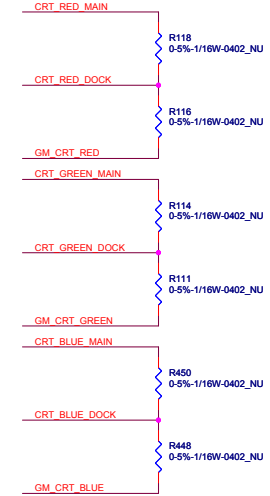 CRT_RED_MAIN
R118
0-5%-1/16W-0402_NU
CRT_RED_DOCK
R116
0-5%-1/16W-0402_NU
GM_CRT_RED
CRT_GREEN_MAIN
R114
0-5%-1/16W-0402_NU
CRT_GREEN_DOCK
R111
0-5%-1/16W-0402_NU
GM_CRT_GREEN
CRT_BLUE_MAIN
R450
0-5%-1/16W-0402_NU
CRT_BLUE_DOCK
R448
0-5%-1/16W-0402_NU
GM_CRT_BLUE